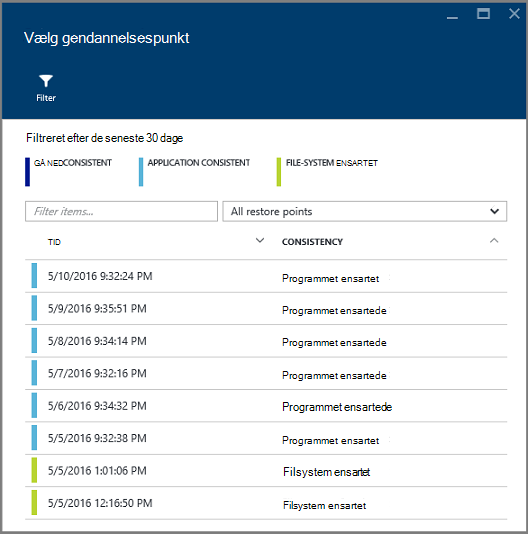 Vælg gendannelsespunkt
Filter
Filtreret efter de seneste 30 dage
GÅ NEDCONSISTENT APPLICATION CONSISTENT FILE-SYSTEM ENSARTET
Filter items... All restore points
TID CONSISTENCY
5/10/2016 9:32:24 PM Programmet ensartet
5/9/2016 9:35:51 PM Programmet ensartede
5/8/2016 9:34:14 PM Programmet ensartede
5/7/2016 9:32:16 PM Programmet ensartede
5/6/2016 9:34:32 PM Programmet ensartede
5/5/2016 9:32:38 PM Programmet ensartet
5/5/2016 1:01:06 PM Filsystem ensartet
5/5/2016 12:16:50 PM Filsystem ensartet